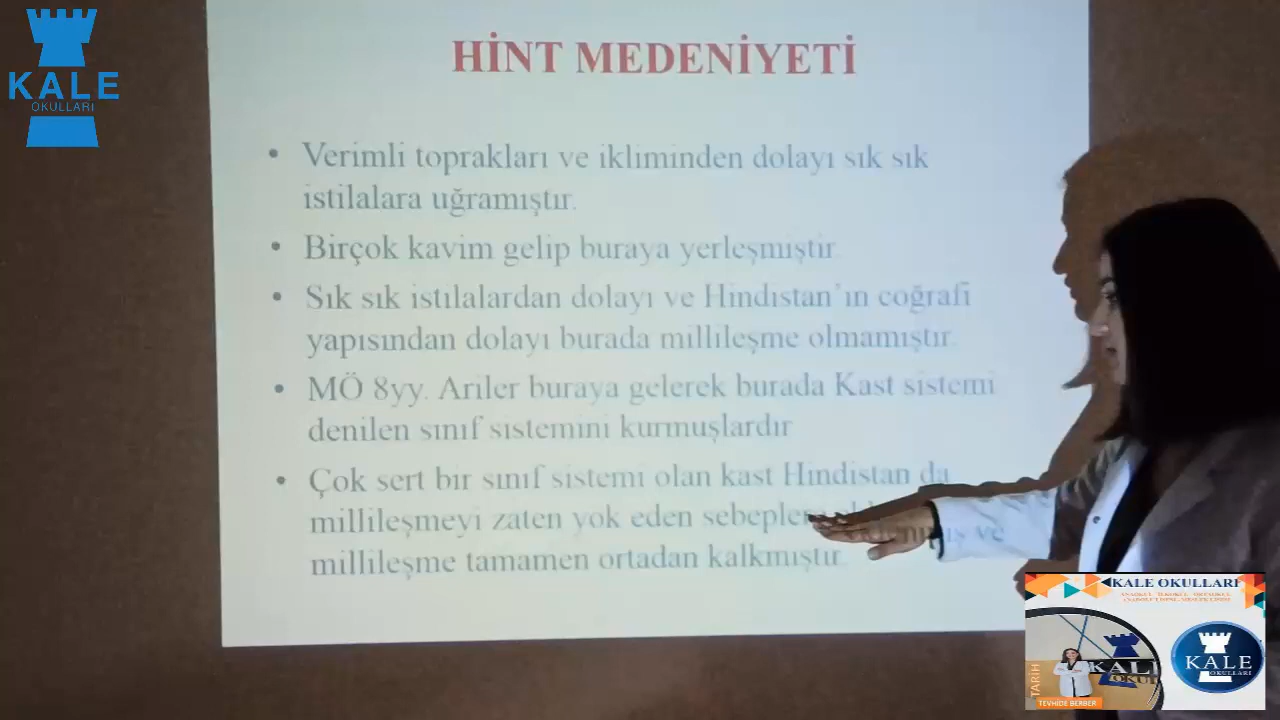 KALE
OKULLARI
HİNT MEDENİYETİ
• Verimli toprakları ve ikliminden dolayı sık sık
istilalara uğramıştır.
• Birçok kavim gelip buraya yerleşmiştir.
• Sık sık istilalardan dolayı ve Hindistan'ın coğrafi
yapısından dolayı burada millileşme olmamıştır.
• MÖ 8yy. Ariler buraya gelerek burada Kast sistemi
denilen sınıf sistemini kurmuşlardır
• Çok sert bir sınıf sistemi olan kast Hindistan da
millileşmeyi zaten yok eden sebeplere ve
millileşme tamamen ortadan kalkmıştır.
KALE OKULLARI
TARİH
TEVHİDE BERBER
KALE
OKUL
KALE
OKULLARI